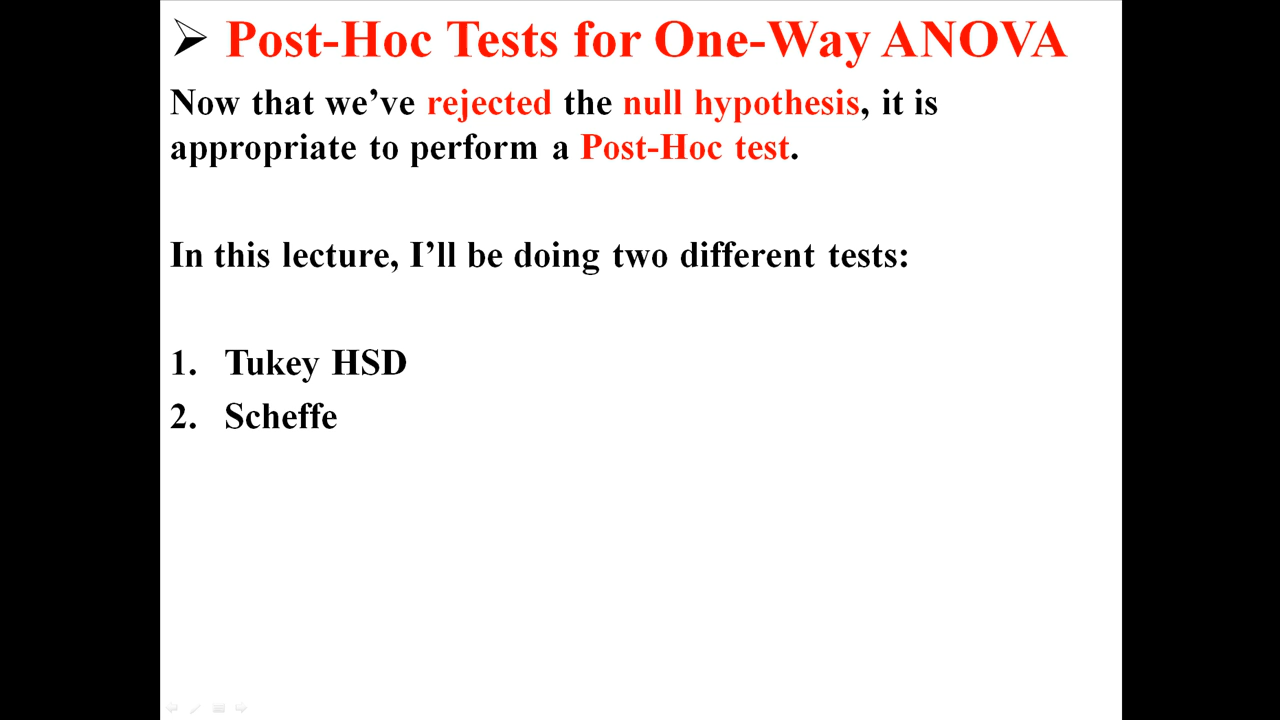 ➢ Post-Hoc Tests for One-Way ANOVA
Now that we’ve rejected the null hypothesis, it is
appropriate to perform a Post-Hoc test.
In this lecture, I’ll be doing two different tests:
1. Tukey HSD
2. Scheffe